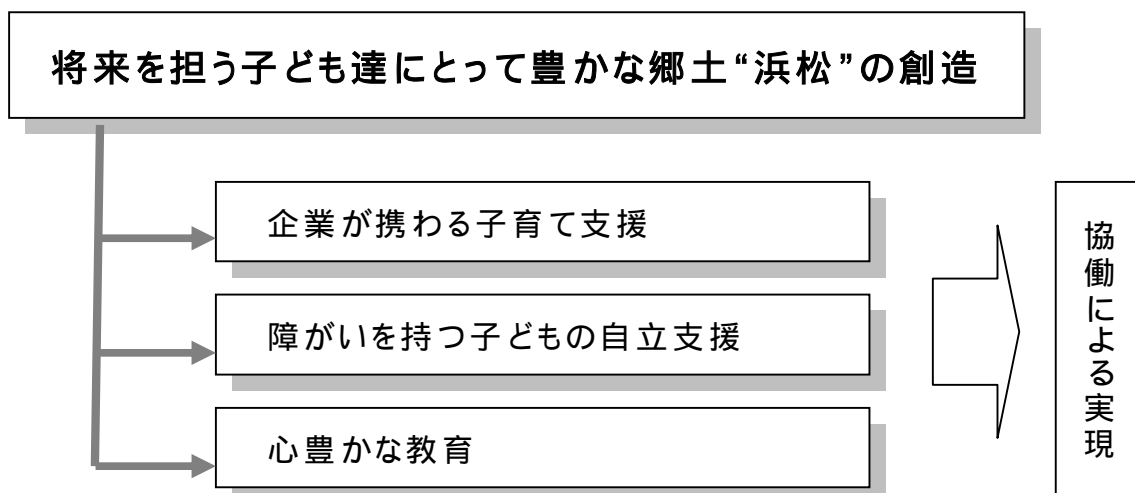 将来を担う子ども達にとって豊かな郷土“浜松”の創造
企業が携わる子育て支援
障がいを持つ子どもの自立支援
心豊かな教育
協働による実現